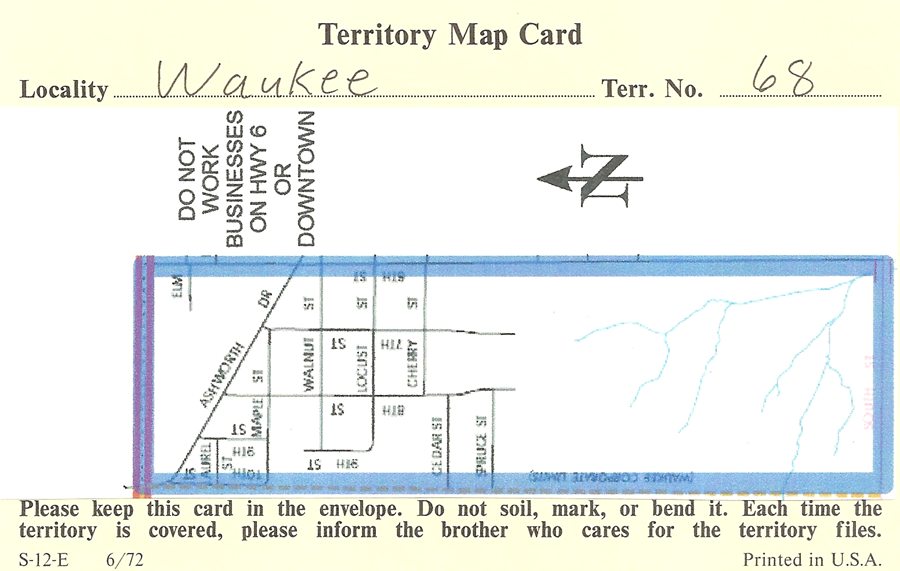 Territory Map Card
Locality Waukee Terr. No. 68
DO NOT
WORK
BUSINESSES
ON HWY 6
OR
DOWNTOWN
N
ELM
ASHWORTH DR
WALNUT ST
LOCUST ST
CHERRY ST
6TH ST
7TH ST
8TH ST
MAPLE ST
9TH ST
9TH ST
10TH ST
LAUREL ST
CEDAR ST
SPRUCE ST
(WAUKEE CORPORATE LIMITS)
Please keep this card in the envelope. Do not soil, mark, or bend it. Each time the
territory is covered, please inform the brother who cares for the territory files.
S-12-E 6/72 Printed in U.S.A.